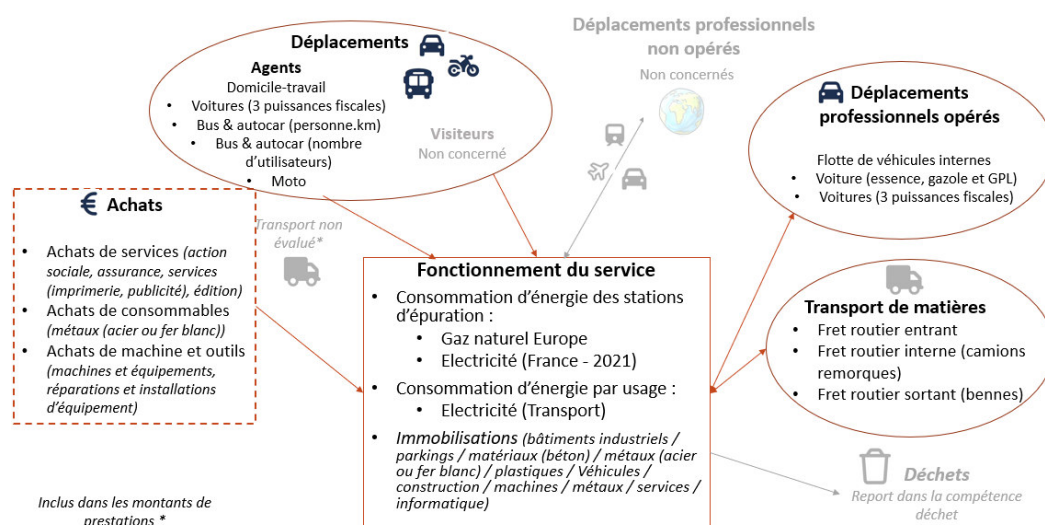 Déplacements
Agents
Domicile-travail
• Voitures (3 puissances fiscales)
• Bus & autocar (personne.km)
• Bus & autocar (nombre
d’utilisateurs)
• Moto
Visiteurs
Non concerné
Déplacements professionnels
non opérés
Non concernés
Déplacements
professionnels opérés
Flotte de véhicules internes
• Voiture (essence, gazole et GPL)
• Voitures (3 puissances fiscales)
€ Achats
• Achats de services (action
sociale, assurance, services
(imprimerie, publicité), édition)
• Achats de consommables
(métaux (acier ou fer blanc))
• Achats de machine et outils
(machines et équipements,
réparations et installations
d’équipement)
Transport non
évalué*
Fonctionnement du service
• Consommation d’énergie des stations
d’épuration :
• Gaz naturel Europe
• Electricité (France - 2021)
• Consommation d’énergie par usage :
• Electricité (Transport)
• Immobilisations (bâtiments industriels /
parkings / matériaux (béton) / métaux (acier
ou fer blanc) / plastiques / Véhicules /
construction / machines / métaux / services /
informatique)
Transport de matières
• Fret routier entrant
• Fret routier interne (camions
remorques)
• Fret routier sortant (bennes)
Déchets
Report dans la compétence
déchet
Inclus dans les montants de
prestations *